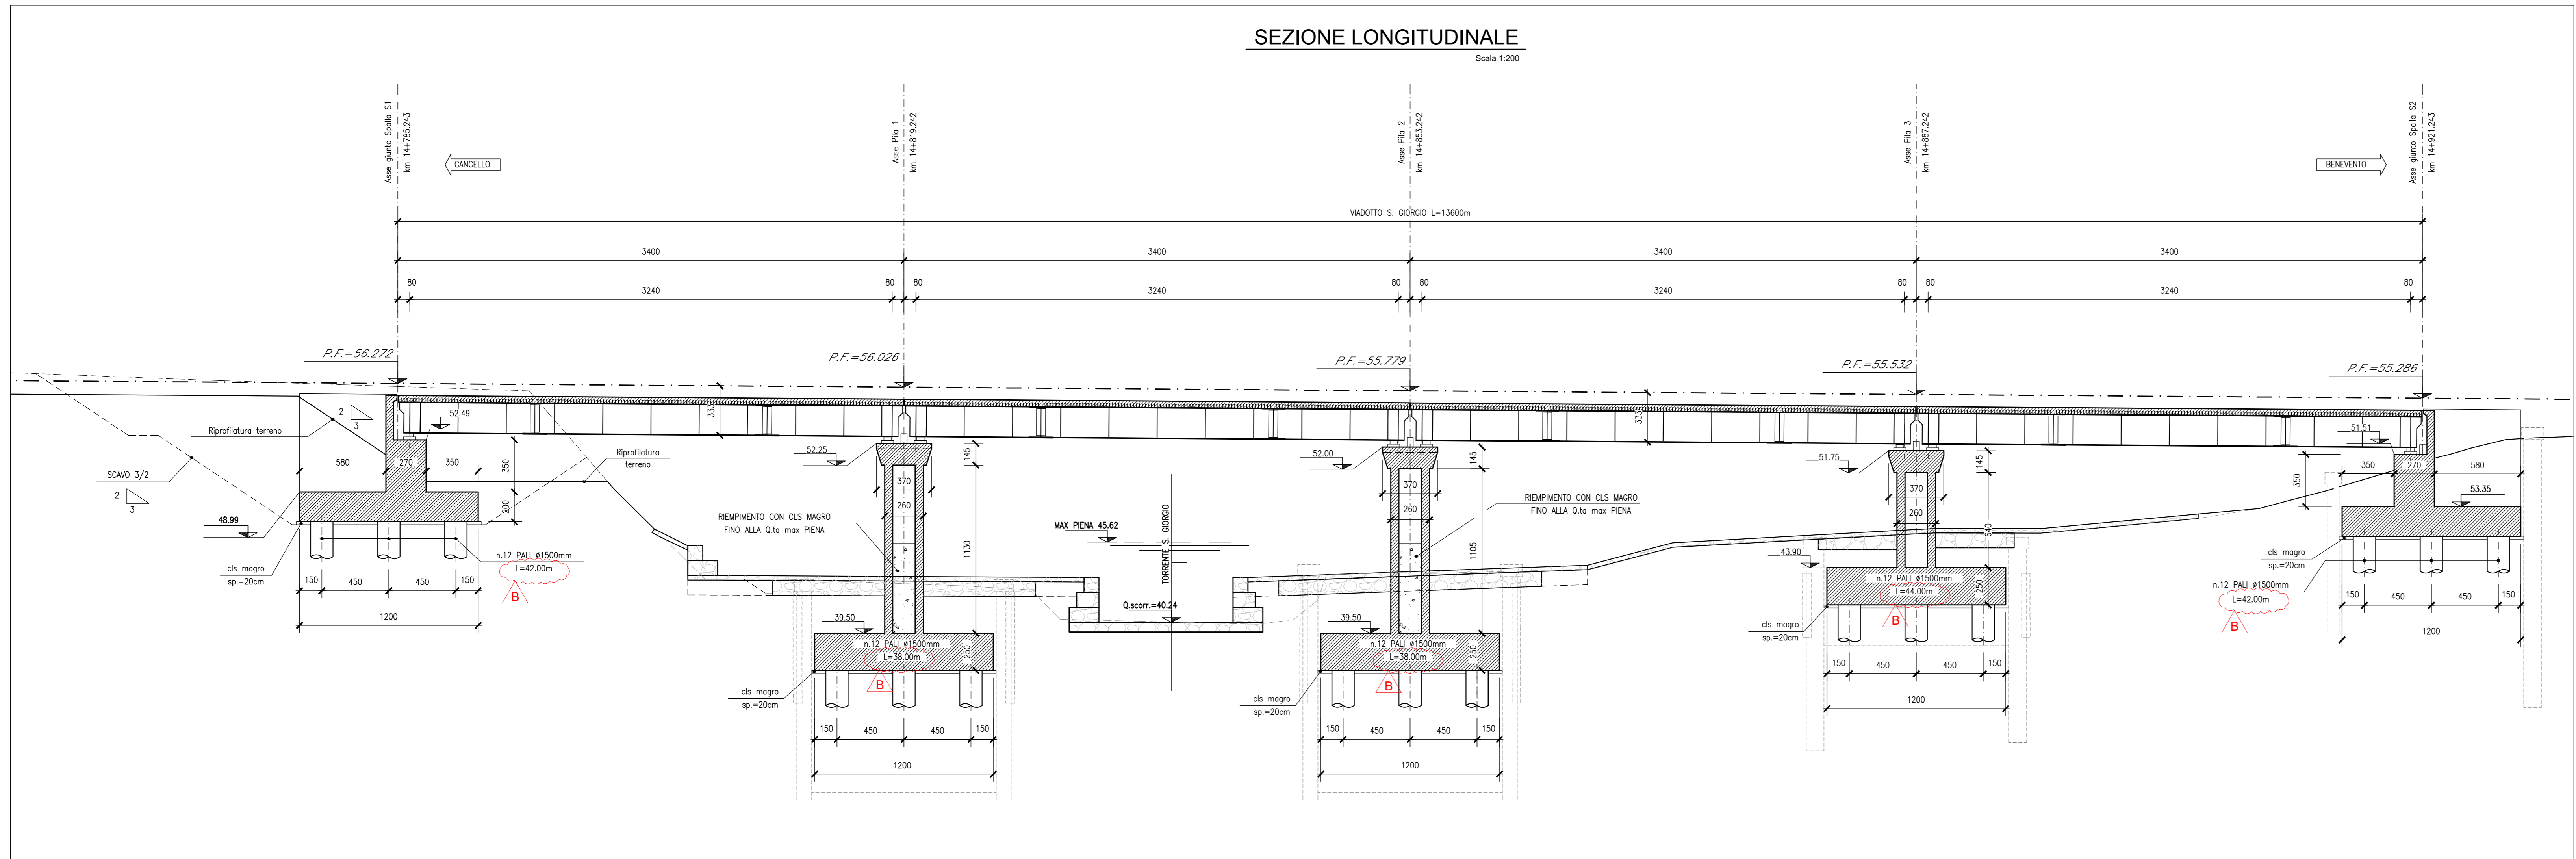 SEZIONE LONGITUDINALE
Scala 1:200
Asse giunto Spalla S1
km 14+785.243
Asse Pila 1
km 14+819.242
Asse Pila 2
km 14+853.242
Asse Pila 3
km 14+887.242
Asse giunto Spalla S2
km 14+921.243
CANCELLO
BENEVENTO
VIADOTTO S. GIORGIO L=13600m
3400
3400
3400
3400
80
80
80
80
80
80
80
80
3240
3240
3240
3240
P.F.=56.272
P.F.=56.026
P.F.=55.779
P.F.=55.532
P.F.=55.286
333
333
2
3
52.49
Riprofilatura terreno
580
270
350
350
200
Riprofilatura
terreno
SCAVO 3/2
2
3
48.99
cls magro
sp.=20cm
n.12 PALI ø1500mm
L=42.00m
B
150
450
450
150
1200
52.25
145
370
260
RIEMPIMENTO CON CLS MAGRO
FINO ALLA Q.ta max PIENA
1130
39.50
n.12 PALI ø1500mm
L=38.00m
B
250
cls magro
sp.=20cm
150
450
450
150
1200
MAX PIENA 45.62
TORRENTE S. GIORGIO
Q.scorr.=40.24
52.00
145
370
260
RIEMPIMENTO CON CLS MAGRO
FINO ALLA Q.ta max PIENA
1105
39.50
n.12 PALI ø1500mm
L=38.00m
B
250
cls magro
sp.=20cm
150
450
450
150
1200
51.75
145
370
260
640
43.90
n.12 PALI ø1500mm
L=44.00m
B
250
cls magro
sp.=20cm
150
450
450
150
1200
51.51
350
270
580
350
53.35
cls magro
sp.=20cm
n.12 PALI ø1500mm
L=42.00m
B
150
450
450
150
1200